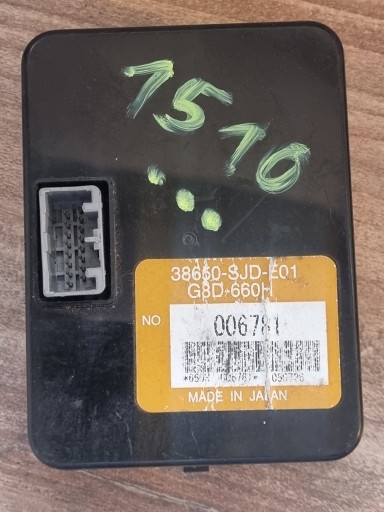 1510
38650-SJD-E01
G8D-660H
NO 006781
MADE IN JAPAN